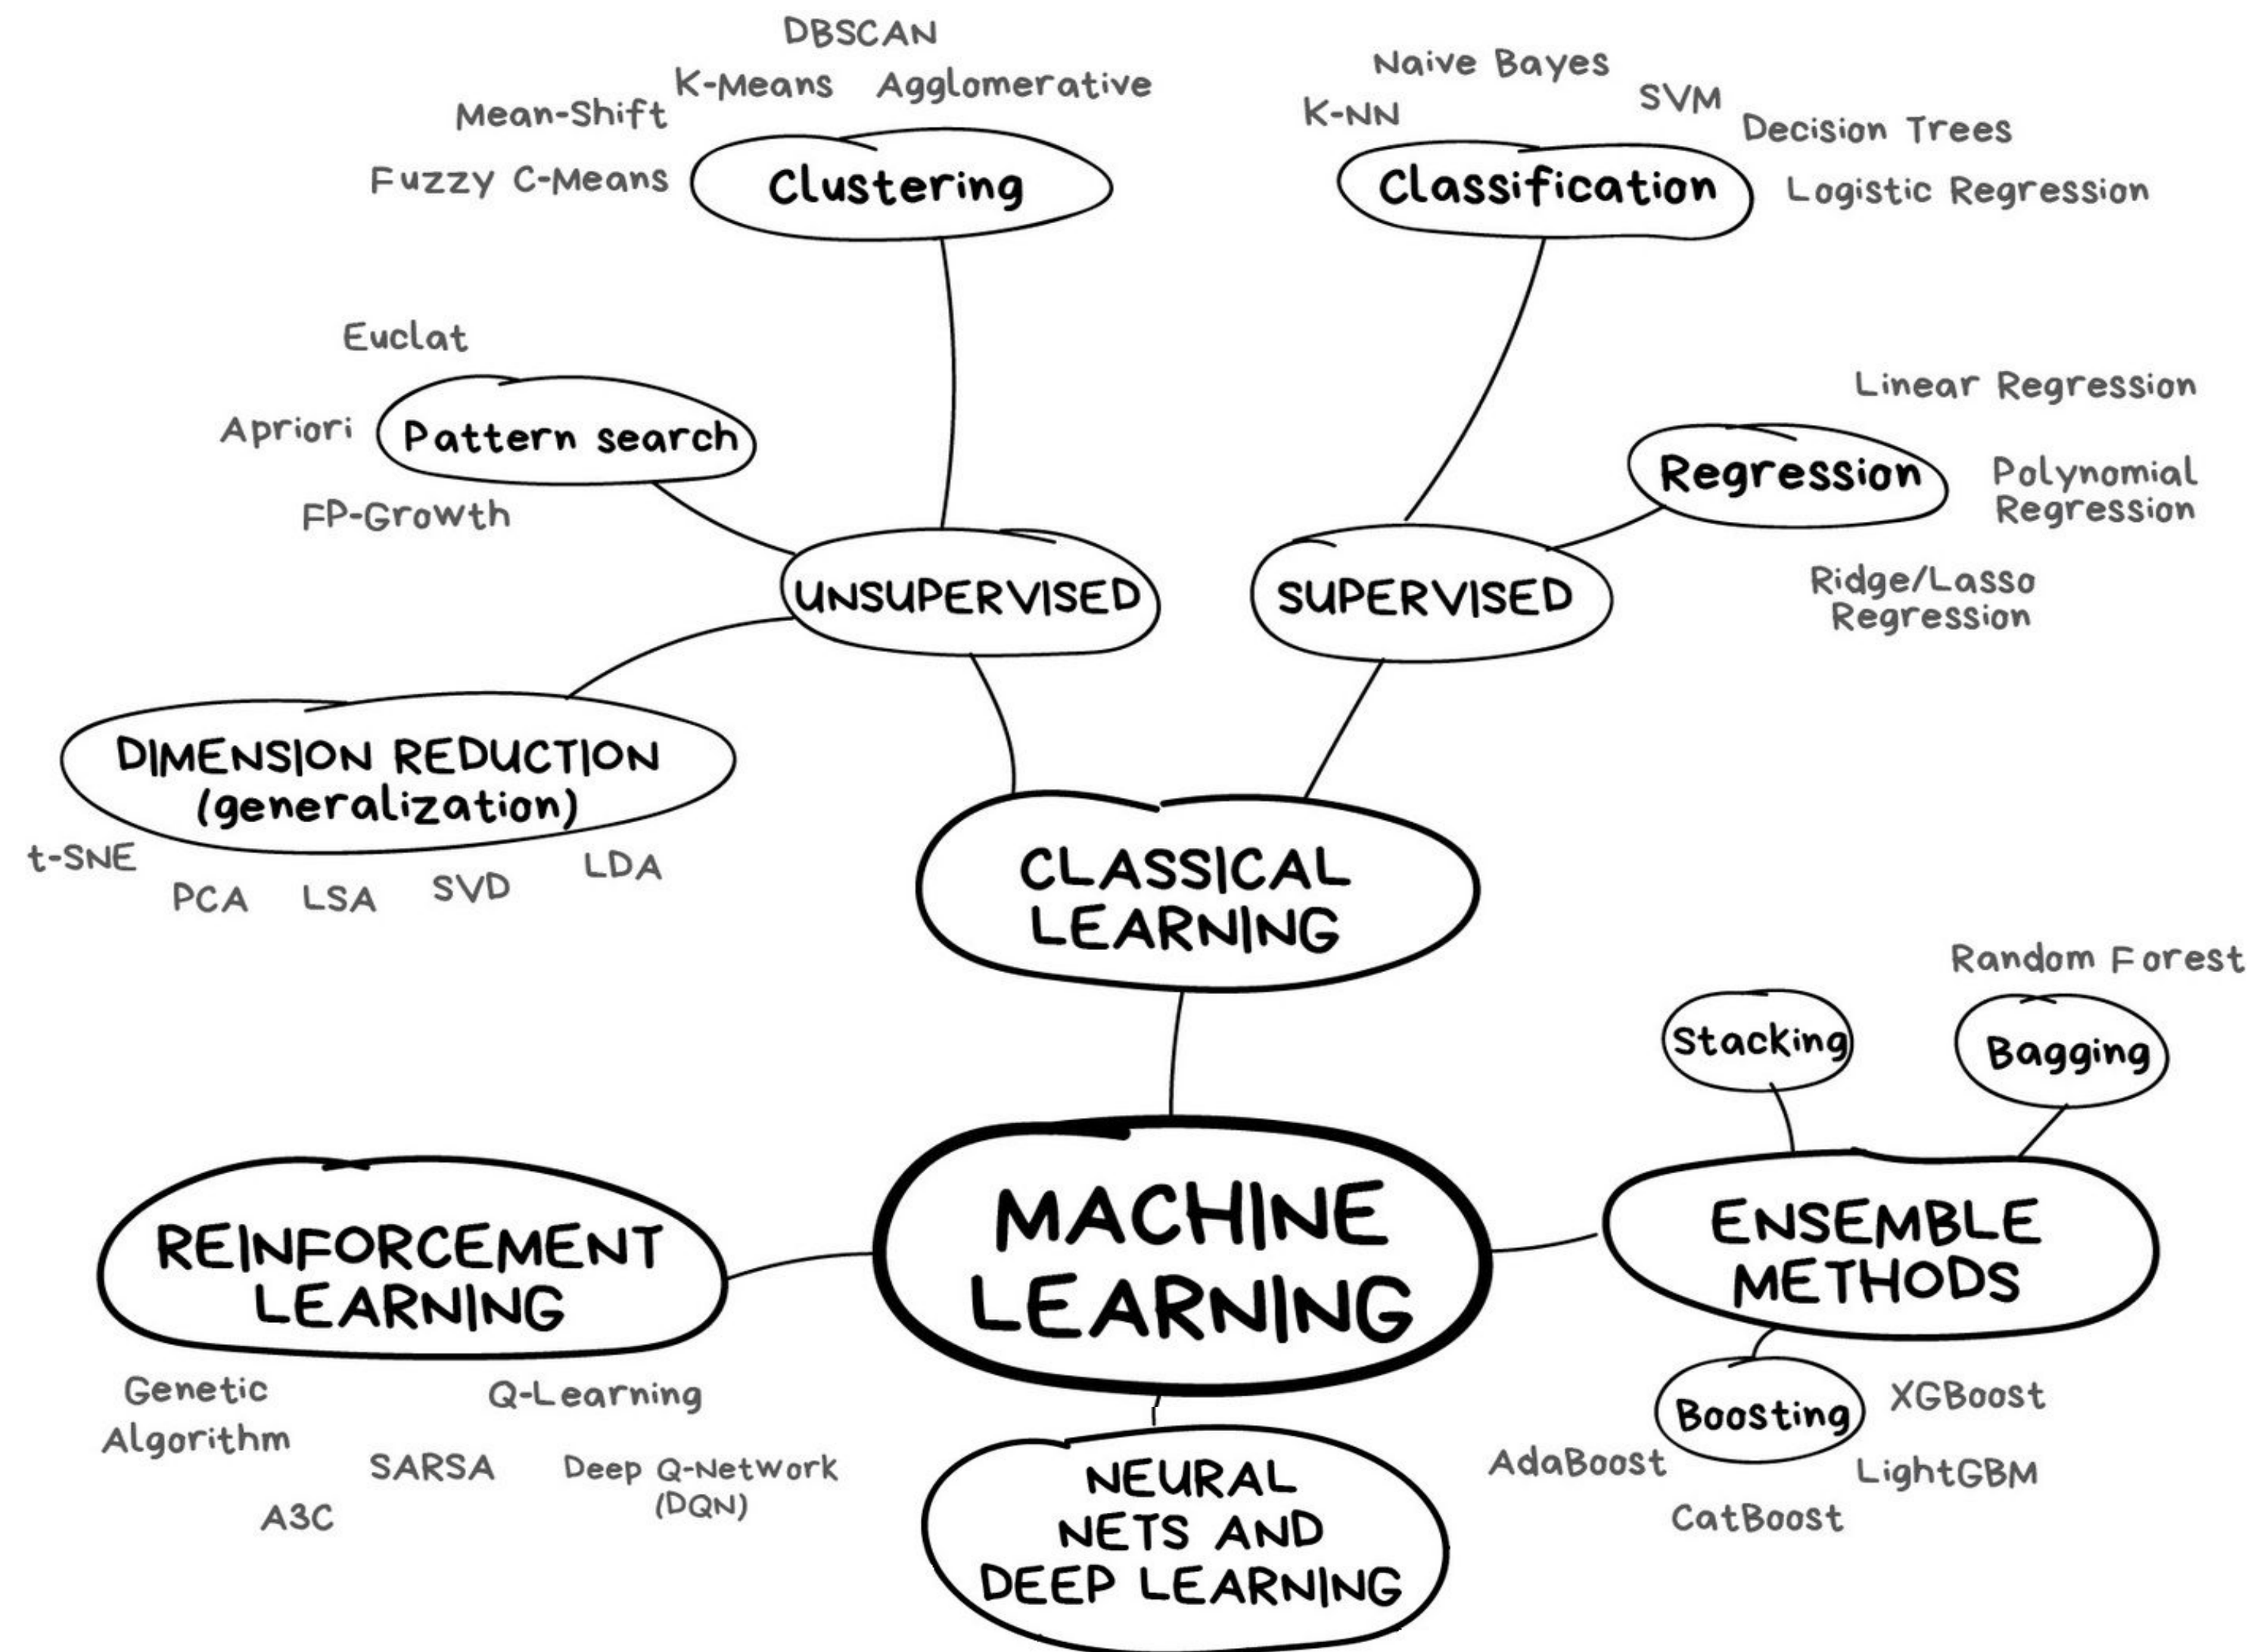 DBSCAN
K-Means
Agglomerative
Mean-Shift
Fuzzy C-Means
Clustering
Naive Bayes
K-NN
SVM
Decision Trees
Classification
Logistic Regression
Euclat
Apriori
Pattern search
FP-Growth
Linear Regression
Regression
Polynomial
Regression
Ridge/Lasso
Regression
UNSUPERVISED
SUPERVISED
DIMENSION REDUCTION
(generalization)
t-SNE
PCA
LSA
SVD
LDA
CLASSICAL
LEARNING
Random Forest
Stacking
Bagging
REINFORCEMENT
LEARNING
MACHINE
LEARNING
ENSEMBLE
METHODS
Genetic
Algorithm
Q-Learning
SARSA
Deep Q-Network
(DQN)
A3C
Boosting
XGBoost
AdaBoost
LightGBM
CatBoost
NEURAL
NETS AND
DEEP LEARNING